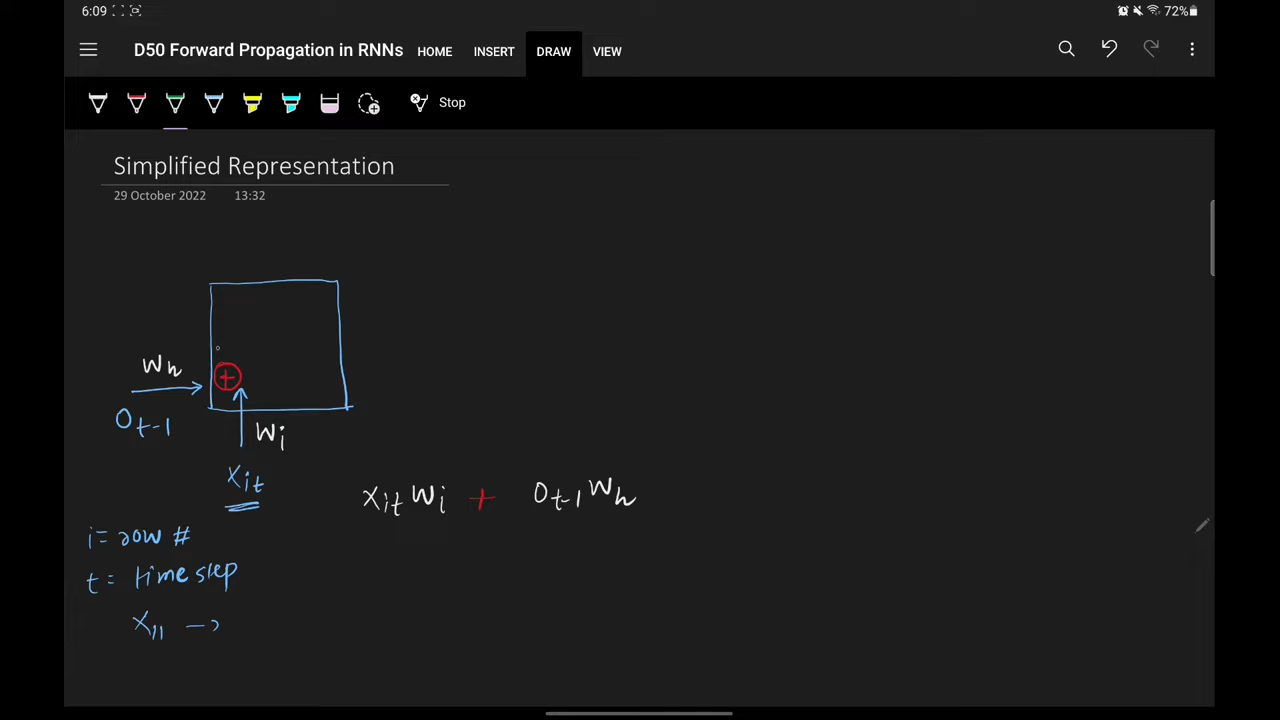 6:09 72%
D50 Forward Propagation in RNNs HOME INSERT DRAW VIEW
Stop
Simplified Representation
29 October 2022 13:32
Wh
+
Ot-1
Wi
xit
xit Wi + Ot-1 Wh
i= row #
t= time step
x11 →